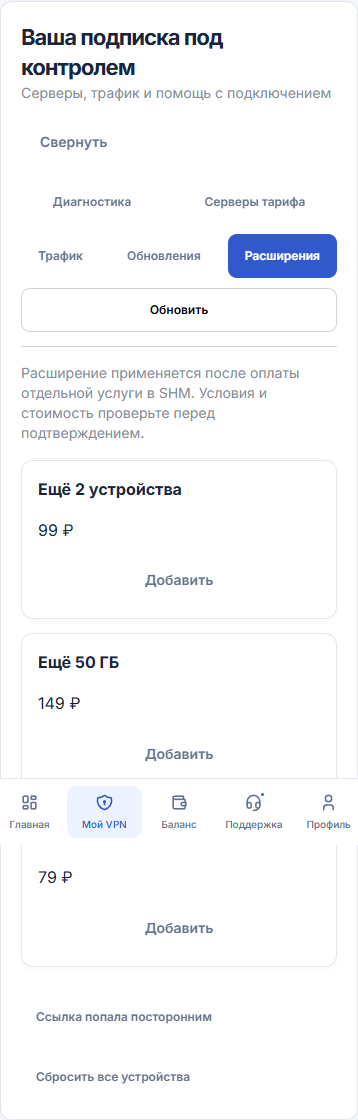 Ваша подписка под
контролем
Серверы, трафик и помощь с подключением
Свернуть
Диагностика
Серверы тарифа
Трафик
Обновления
Расширения
Обновить
Расширение применяется после оплаты
отдельной услуги в SHM. Условия и
стоимость проверьте перед
подтверждением.
Ещё 2 устройства
99 ₽
Добавить
Ещё 50 ГБ
149 ₽
Добавить
Главная
Мой VPN
Баланс
Поддержка
Профиль
79 ₽
Добавить
Ссылка попала посторонним
Сбросить все устройства